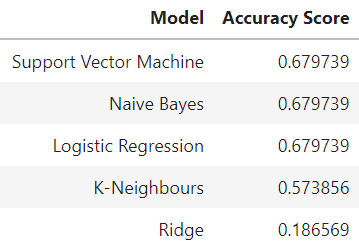 Model Accuracy Score
Support Vector Machine 0.679739
Naive Bayes 0.679739
Logistic Regression 0.679739
K-Neighbours 0.573856
Ridge 0.186569